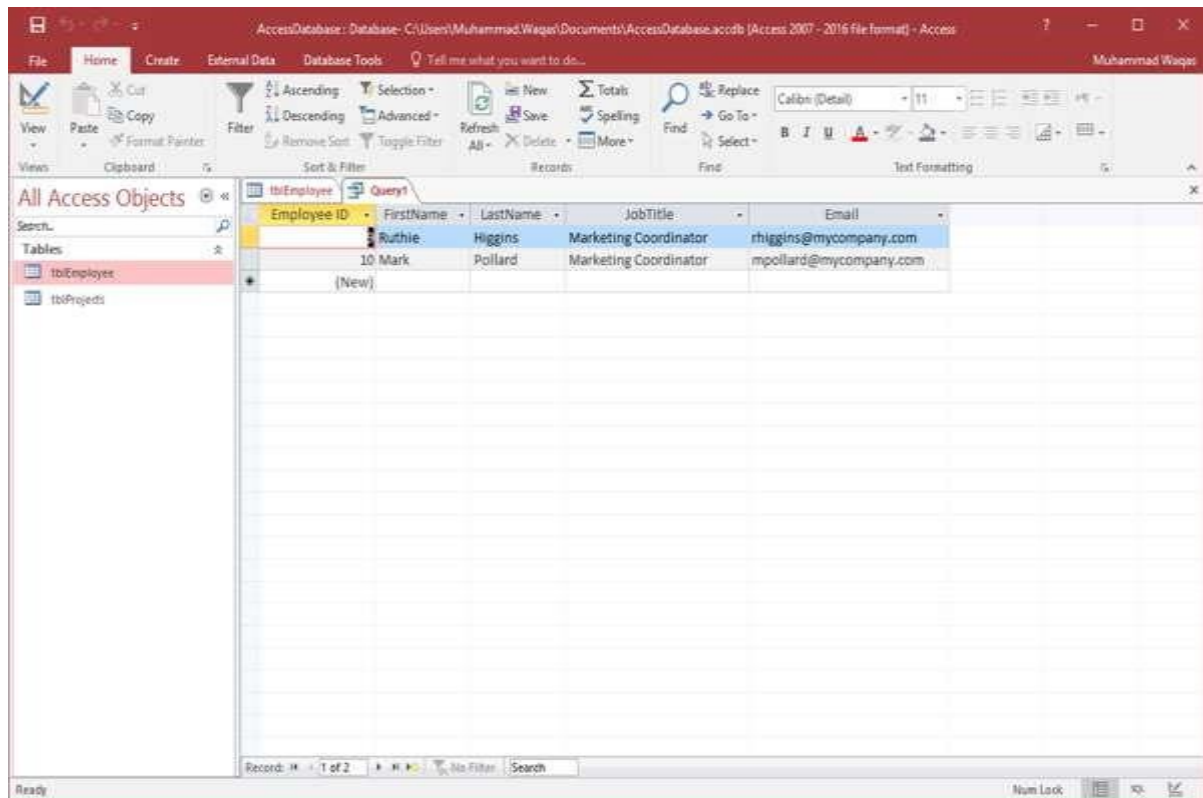 AccessDatabase : Database- C:\Users\Muhammad.Waqas\Documents\AccessDatabase.accdb (Access 2007 - 2016 file format) - Access
File Home Create External Data Database Tools Tell me what you want to do... Muhammad Waqas
View
Views
Paste
Cut
Copy
Format Painter
Clipboard
Filter
Ascending
Descending
Remove Sort
Selection
Advanced
Toggle Filter
Sort & Filter
Refresh All
New
Save
Delete
Totals
Spelling
More
Records
Find
Replace
Go To
Select
Find
Calibri (Detail) 11
B I U A
Text Formatting
All Access Objects
Search...
Tables
tblEmployee
tblProjects
tblEmployee Query1
Employee ID FirstName LastName JobTitle Email
Ruthie Higgins Marketing Coordinator rhiggins@mycompany.com
10 Mark Pollard Marketing Coordinator mpollard@mycompany.com
(New)
Record: 1 of 2 No Filter Search
Ready Num Lock